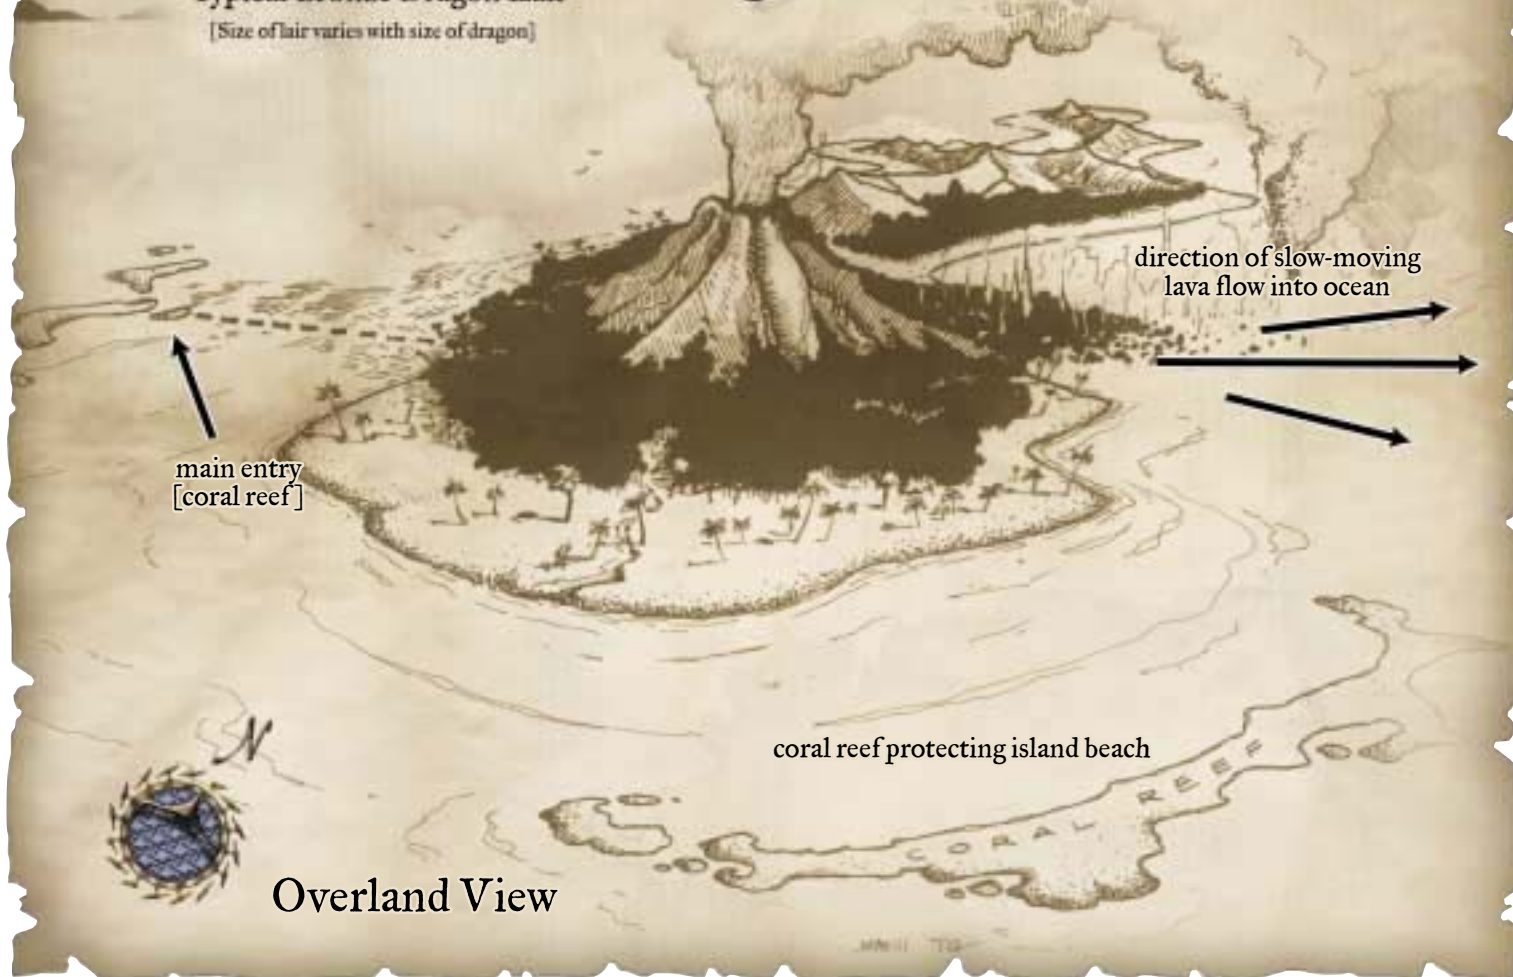 [Size of lair varies with size of dragon]
direction of slow-moving
lava flow into ocean
main entry
[coral reef]
N
coral reef protecting island beach
CORAL REEF
Overland View